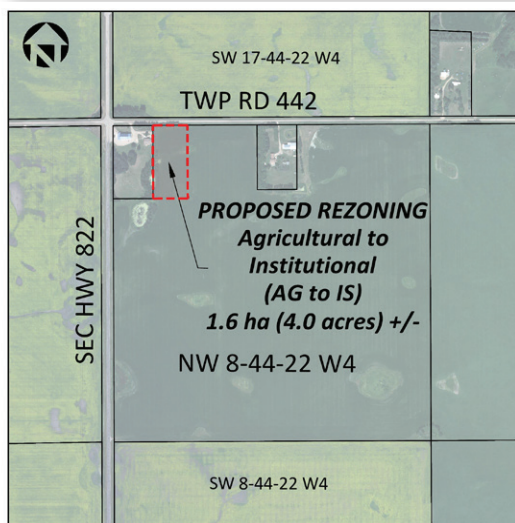 N
SW 17-44-22 W4
TWP RD 442
SEC HWY 822
PROPOSED REZONING
Agricultural to
Institutional
(AG to IS)
1.6 ha (4.0 acres) +/-
NW 8-44-22 W4
SW 8-44-22 W4